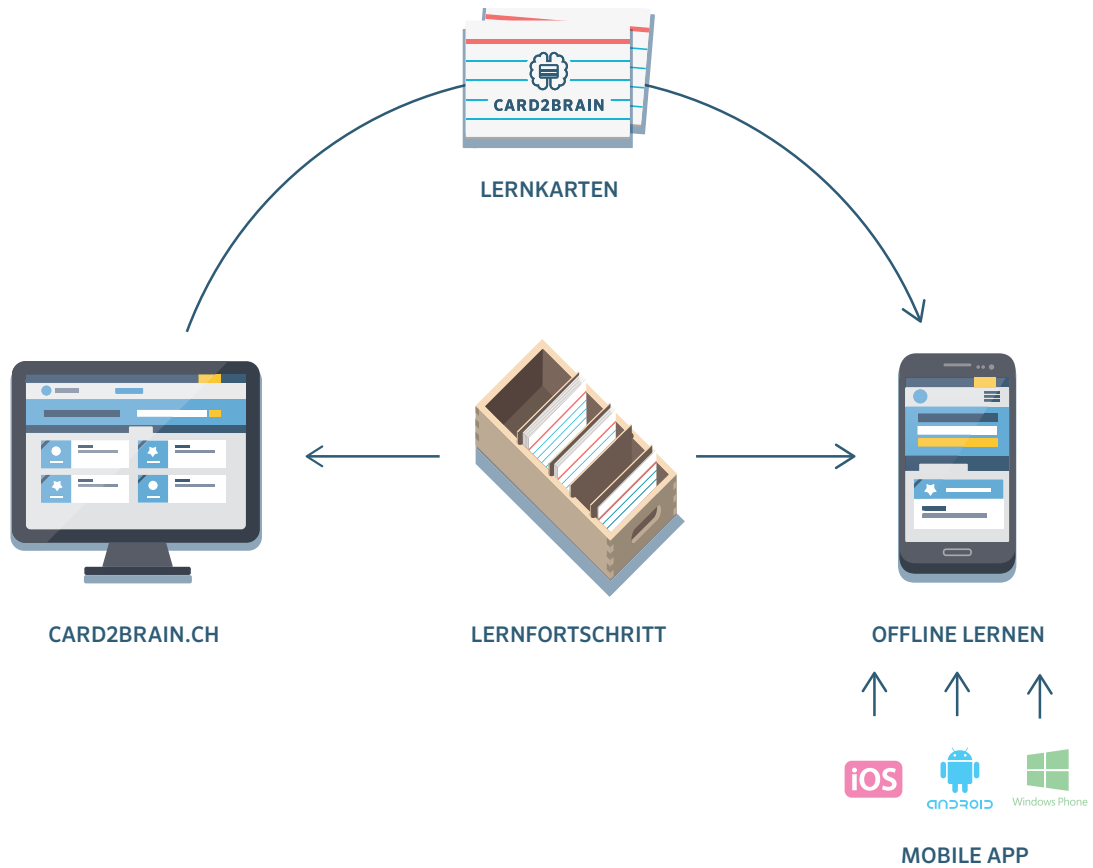 CARD2BRAIN
LERNKARTEN
CARD2BRAIN.CH
LERNFORTSCHRITT
OFFLINE LERNEN
iOS
ANDROID
Windows Phone
MOBILE APP